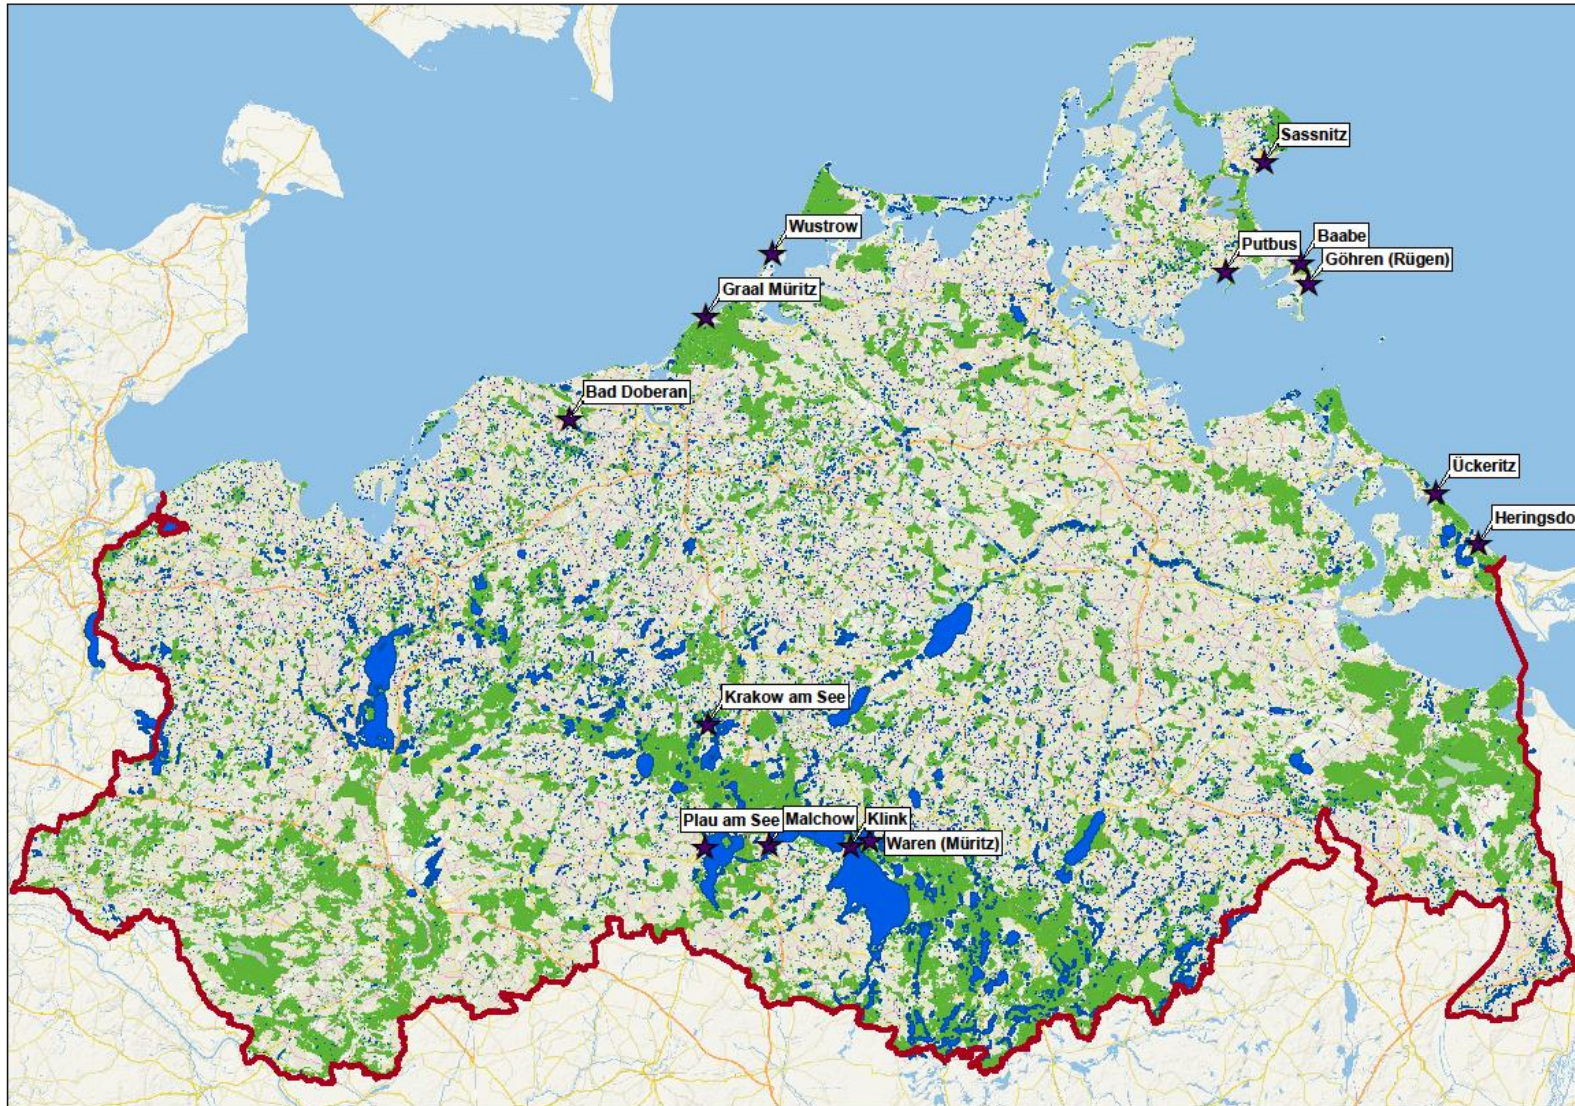 Sassnitz
Wustrow
Putbus
Baabe
Göhren (Rügen)
Graal Müritz
Bad Doberan
Ückeritz
Heringsdo
Krakow am See
Plau am See
Malchow
Klink
Waren (Müritz)